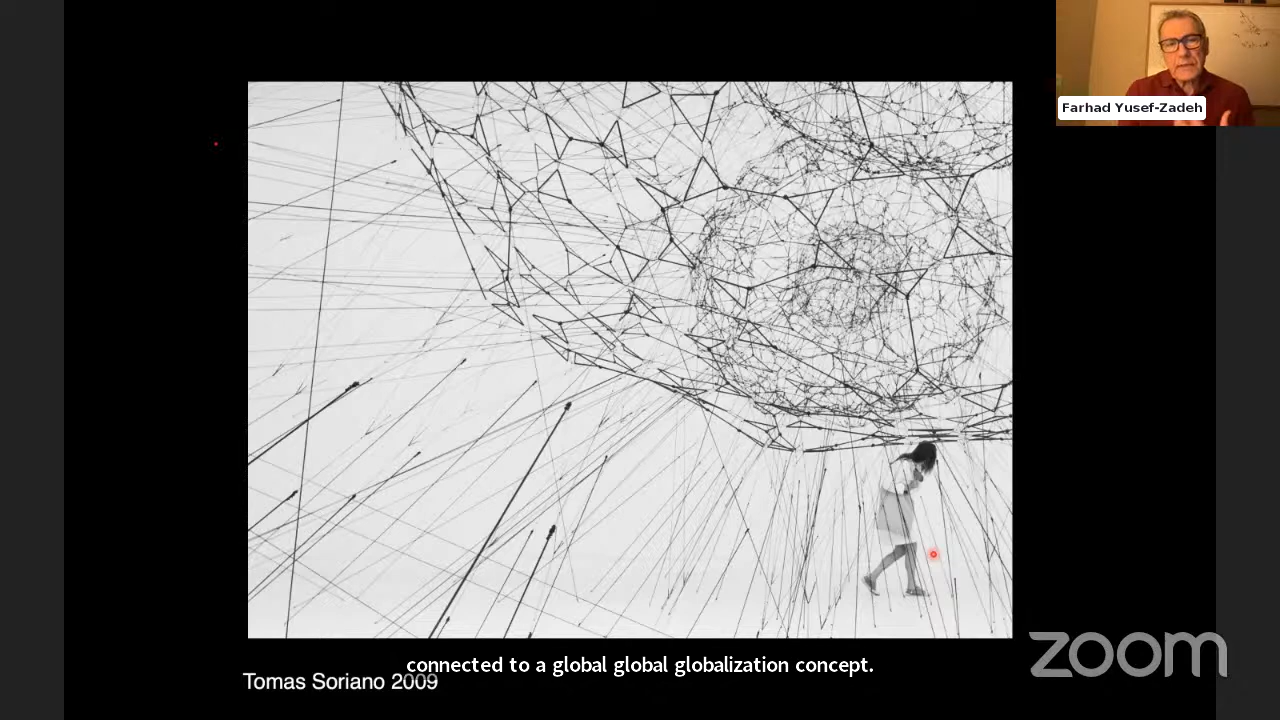 Farhad Yusef-Zadeh
connected to a global global globalization concept.
Tomas Soriano 2009
zoom